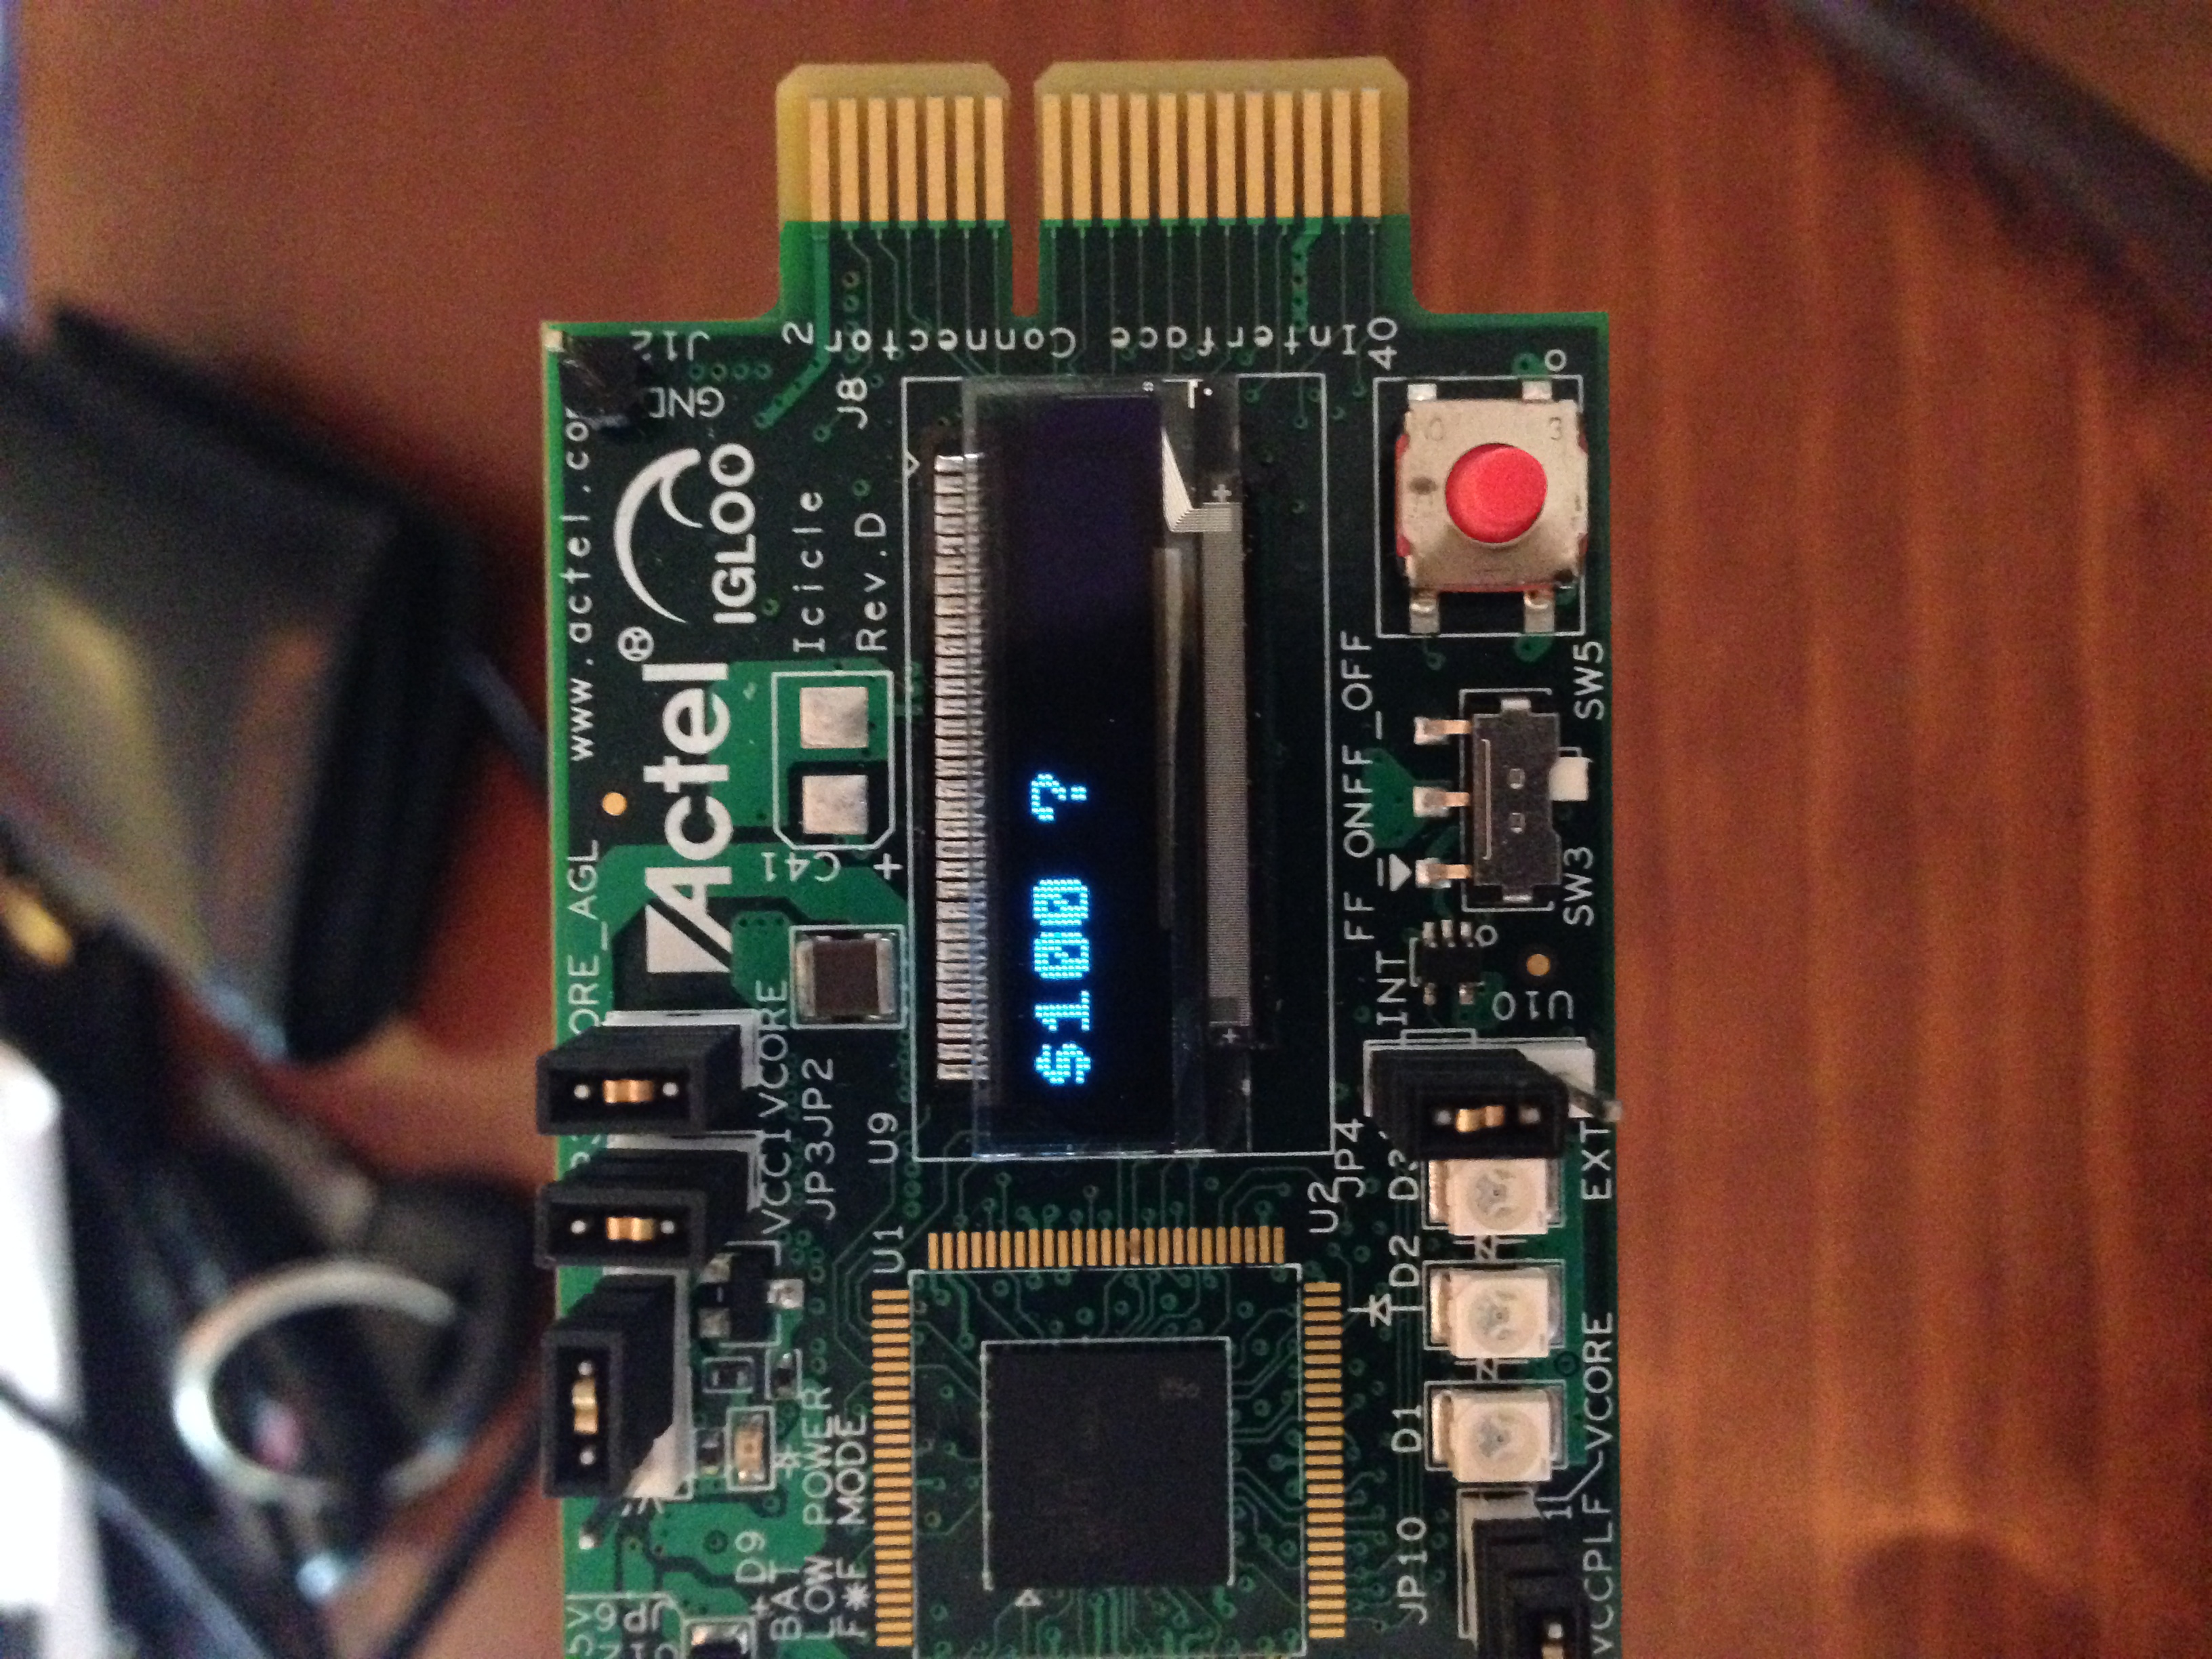 www.actel.co
ORE_AGL
5V
JP6
Actel®
IGLOO
GND
J12
D9
BAT
LOW
F*F
POWER
MODE
VCCI
VCORE
JP3
JP2
C41
+
Icicle
Rev.D
2
J8
U1
U9
Interface Connector
$100 ?
U2
JP4
FF_ON
FF_OFF
40
INT
JP10
D1
D2
D3
U10
SW3
SW5
1
VCCPLF
VCORE
EXT